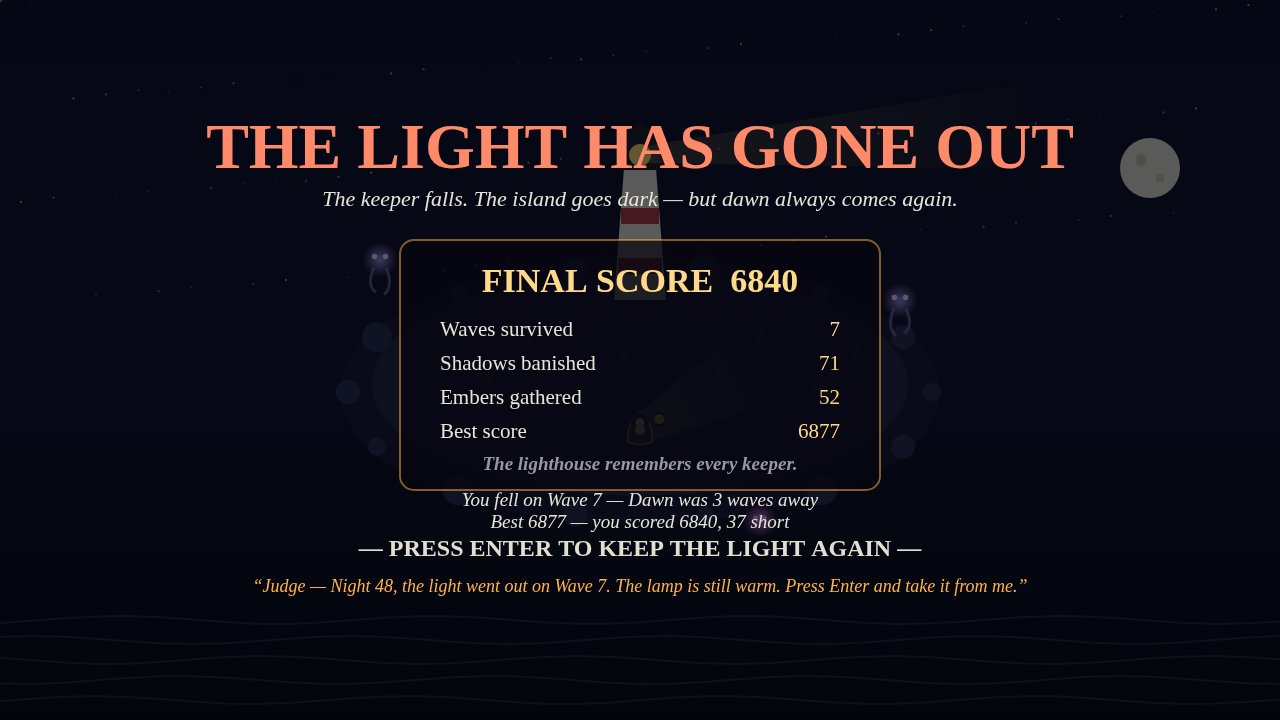 THE LIGHT HAS GONE OUT
The keeper falls. The island goes dark — but dawn always comes again.
FINAL SCORE 6840
Waves survived 7
Shadows banished 71
Embers gathered 52
Best score 6877
The lighthouse remembers every keeper.
You fell on Wave 7 — Dawn was 3 waves away
Best 6877 — you scored 6840, 37 short
— PRESS ENTER TO KEEP THE LIGHT AGAIN —
“Judge — Night 48, the light went out on Wave 7. The lamp is still warm. Press Enter and take it from me.”